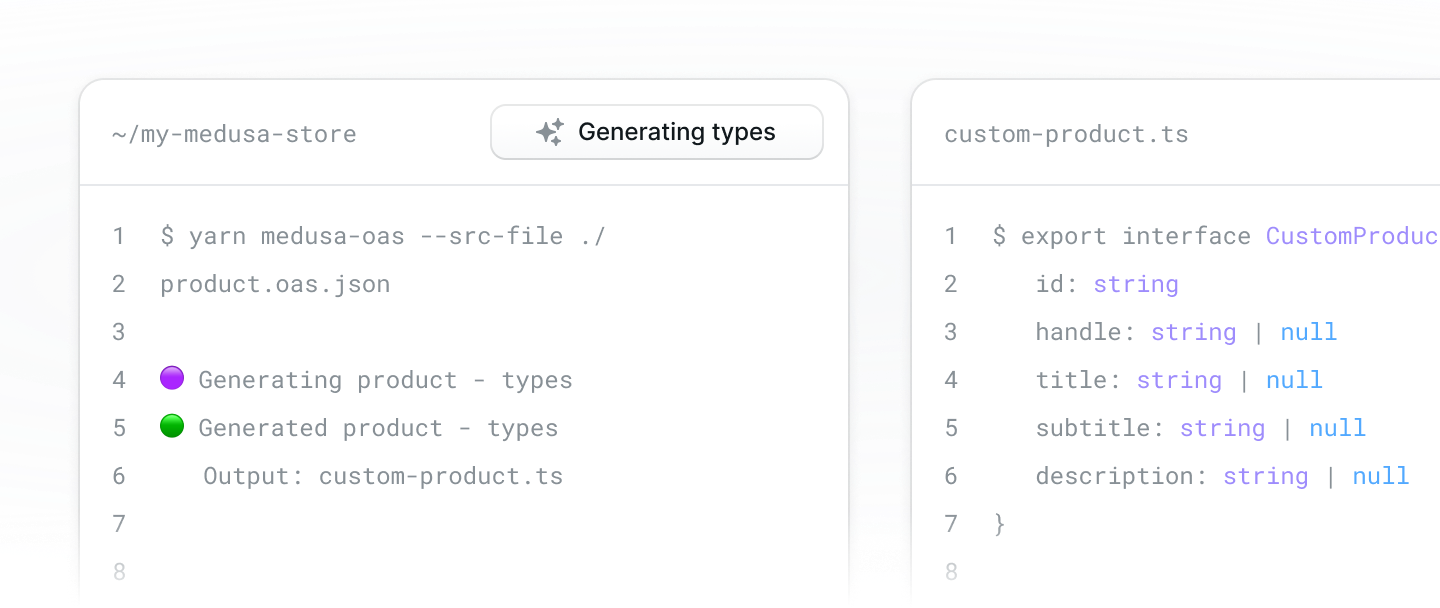 ~/my-medusa-store
Generating types
1 $ yarn medusa-oas --src-file ./
2 product.oas.json
3
4 Generating product - types
5 Generated product - types
6 Output: custom-product.ts
7
8
custom-product.ts
1 $ export interface CustomProduc
2 id: string
3 handle: string | null
4 title: string | null
5 subtitle: string | null
6 description: string | null
7 }
8